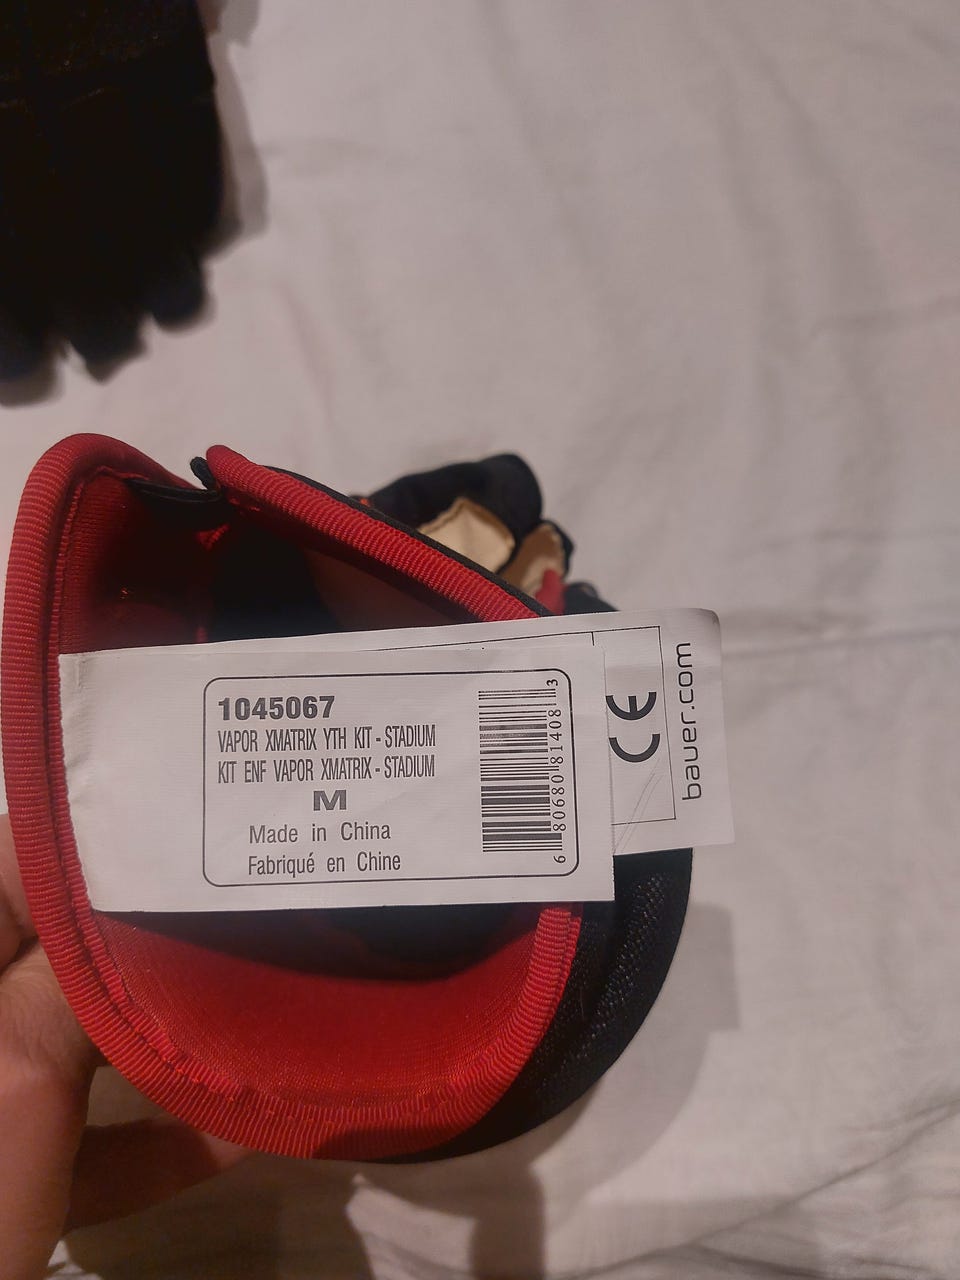 1045067
VAPOR XMATRIX YTH KIT - STADIUM
KIT ENF VAPOR XMATRIX - STADIUM
M
Made in China
Fabriqué en Chine
6 80680 81408 3
CE
bauer.com